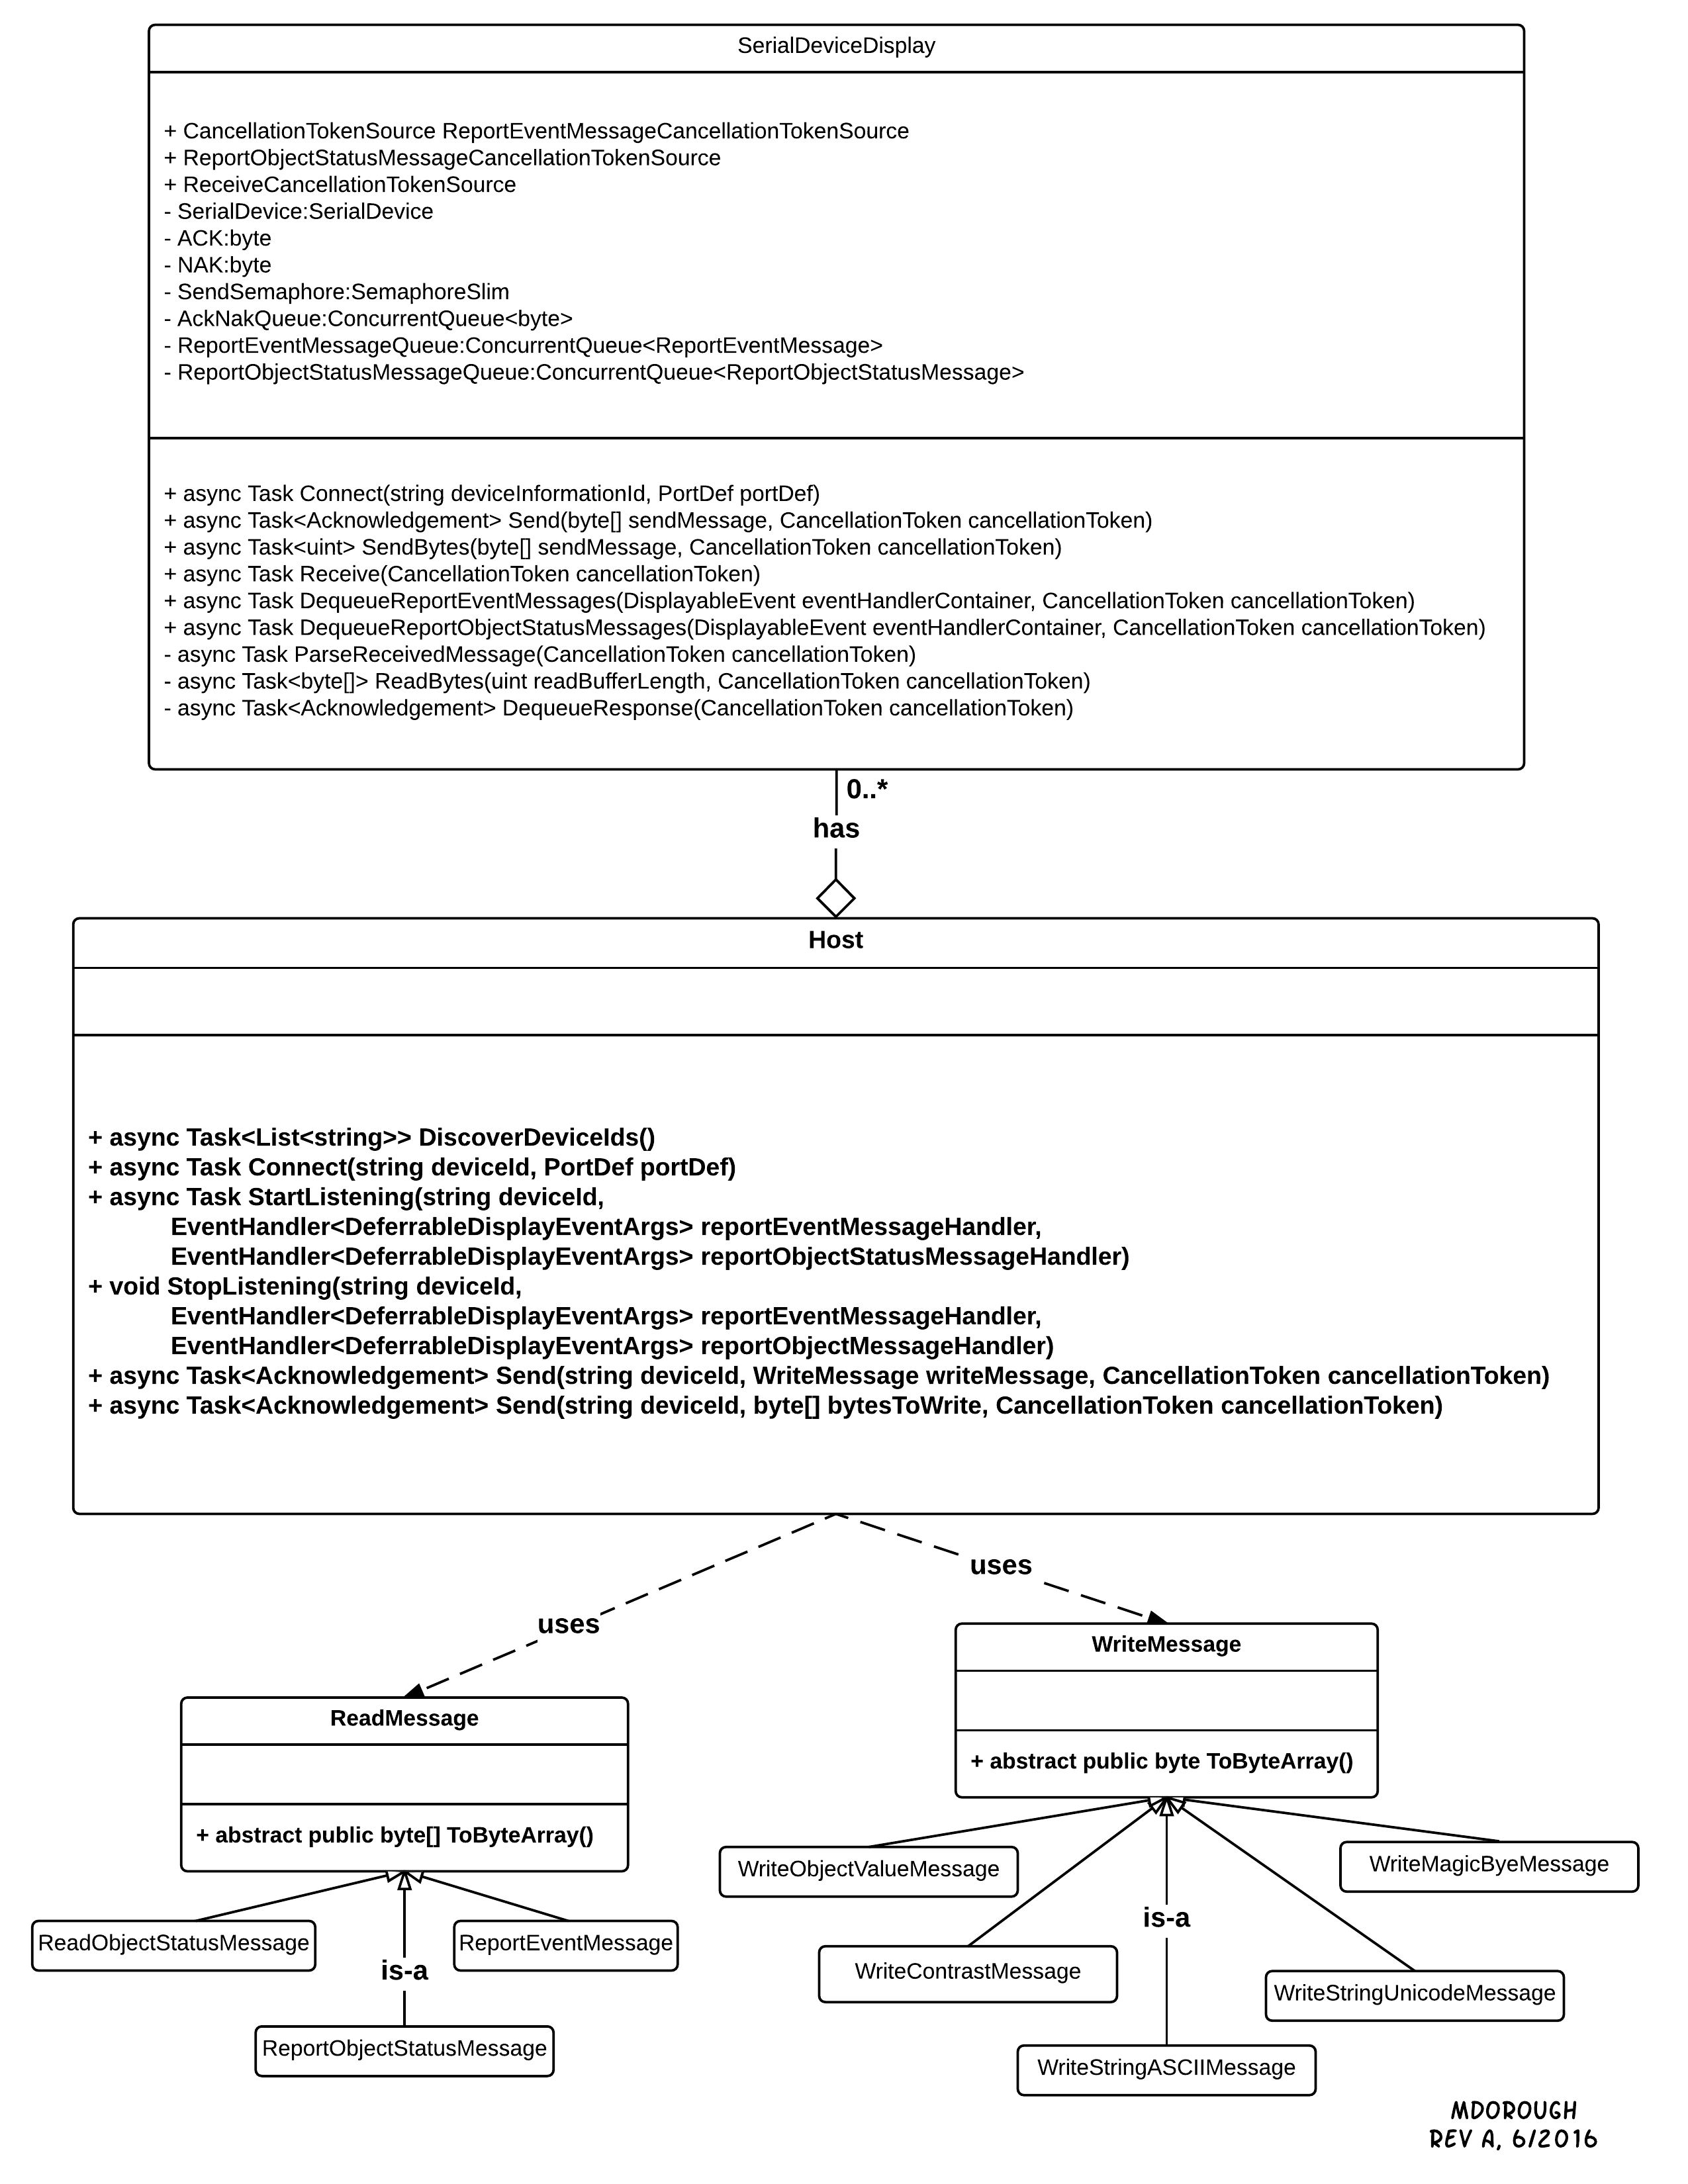 SerialDeviceDisplay
+ CancellationTokenSource ReportEventMessageCancellationTokenSource
+ ReportObjectStatusMessageCancellationTokenSource
+ ReceiveCancellationTokenSource
- SerialDevice:SerialDevice
- ACK:byte
- NAK:byte
- SendSemaphore:SemaphoreSlim
- AckNakQueue:ConcurrentQueue<byte>
- ReportEventMessageQueue:ConcurrentQueue<ReportEventMessage>
- ReportObjectStatusMessageQueue:ConcurrentQueue<ReportObjectStatusMessage>
+ async Task Connect(string deviceInformationId, PortDef portDef)
+ async Task<Acknowledgement> Send(byte[] sendMessage, CancellationToken cancellationToken)
+ async Task<uint> SendBytes(byte[] sendMessage, CancellationToken cancellationToken)
+ async Task Receive(CancellationToken cancellationToken)
+ async Task DequeueReportEventMessages(DisplayableEvent eventHandlerContainer, CancellationToken cancellationToken)
+ async Task DequeueReportObjectStatusMessages(DisplayableEvent eventHandlerContainer, CancellationToken cancellationToken)
- async Task ParseReceivedMessage(CancellationToken cancellationToken)
- async Task<byte[]> ReadBytes(uint readBufferLength, CancellationToken cancellationToken)
- async Task<Acknowledgement> DequeueResponse(CancellationToken cancellationToken)
0..*
has
Host
+ async Task<List<string>> DiscoverDeviceIds()
+ async Task Connect(string deviceId, PortDef portDef)
+ async Task StartListening(string deviceId,
EventHandler<DeferrableDisplayEventArgs> reportEventMessageHandler,
EventHandler<DeferrableDisplayEventArgs> reportObjectStatusMessageHandler)
+ void StopListening(string deviceId,
EventHandler<DeferrableDisplayEventArgs> reportEventMessageHandler,
EventHandler<DeferrableDisplayEventArgs> reportObjectMessageHandler)
+ async Task<Acknowledgement> Send(string deviceId, WriteMessage writeMessage, CancellationToken cancellationToken)
+ async Task<Acknowledgement> Send(string deviceId, byte[] bytesToWrite, CancellationToken cancellationToken)
uses
uses
ReadMessage
+ abstract public byte[] ToByteArray()
ReadObjectStatusMessage
ReportEventMessage
is-a
ReportObjectStatusMessage
WriteMessage
+ abstract public byte ToByteArray()
WriteObjectValueMessage
WriteMagicByeMessage
is-a
WriteContrastMessage
WriteStringUnicodeMessage
WriteStringASCIIMessage
MDOROUGH
REV A, 6/2016